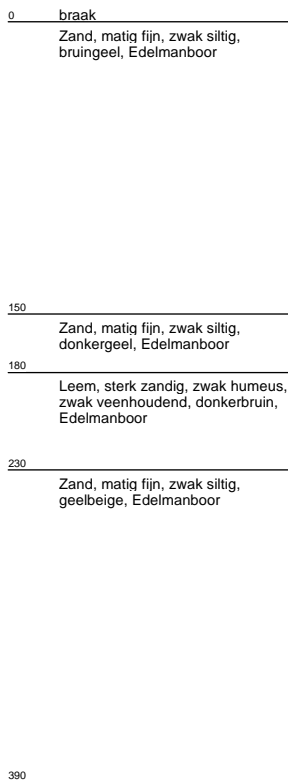 0 braak
Zand, matig fijn, zwak siltig,
bruingeel, Edelmanboor
150
Zand, matig fijn, zwak siltig,
donkergeel, Edelmanboor
180
Leem, sterk zandig, zwak humeus,
zwak veenhoudend, donkerbruin,
Edelmanboor
230
Zand, matig fijn, zwak siltig,
geelbeige, Edelmanboor
390